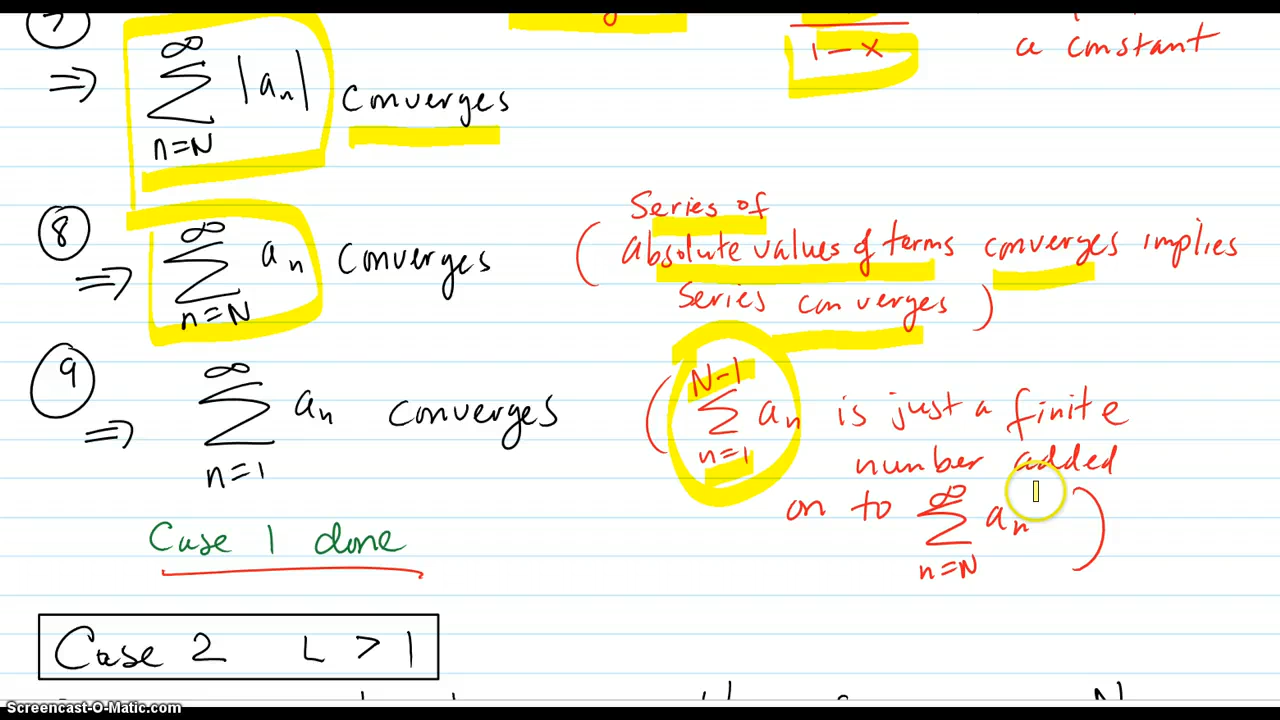 7
⇒ ∑_{n=N}^{∞} |a_n| converges
1 - x
a constant
8
⇒ ∑_{n=N}^{∞} a_n converges
( Series of
absolute values of terms converges implies
Series converges )
9
⇒ ∑_{n=1}^{∞} a_n converges
( ∑_{n=1}^{N-1} a_n is just a finite
number added
on to ∑_{n=N}^{∞} a_n )
Case 1 done
Case 2 L > 1
Screencast-O-Matic.com